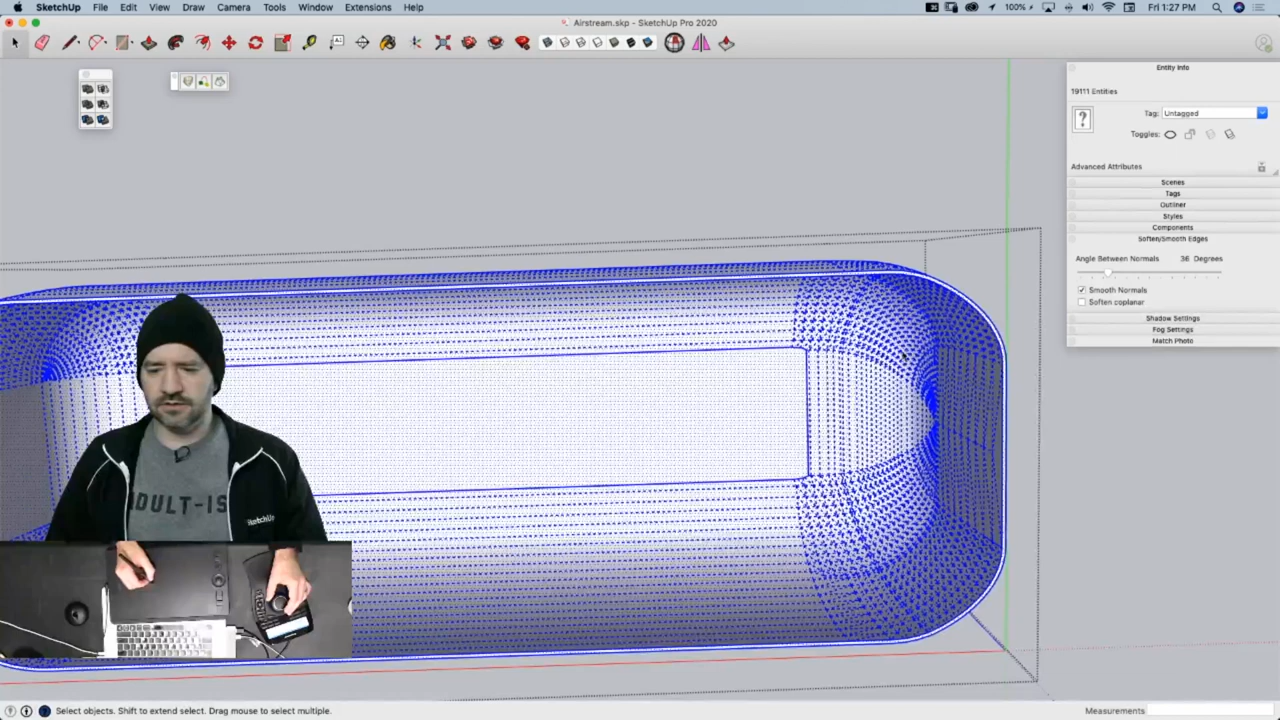 SketchUp File Edit View Draw Camera Tools Window Extensions Help 100% Fri 1:27 PM
Airstream.skp - SketchUp Pro 2020
Entity Info
19111 Entities
Tag: Untagged
Toggles:
Advanced Attributes
Scenes
Tags
Outliner
Styles
Components
Soften/Smooth Edges
Angle Between Normals 36 Degrees
Smooth Normals
Soften coplanar
Shadow Settings
Fog Settings
Match Photo
DULT-IS
SketchUp
Select objects. Shift to extend select. Drag mouse to select multiple. Measurements